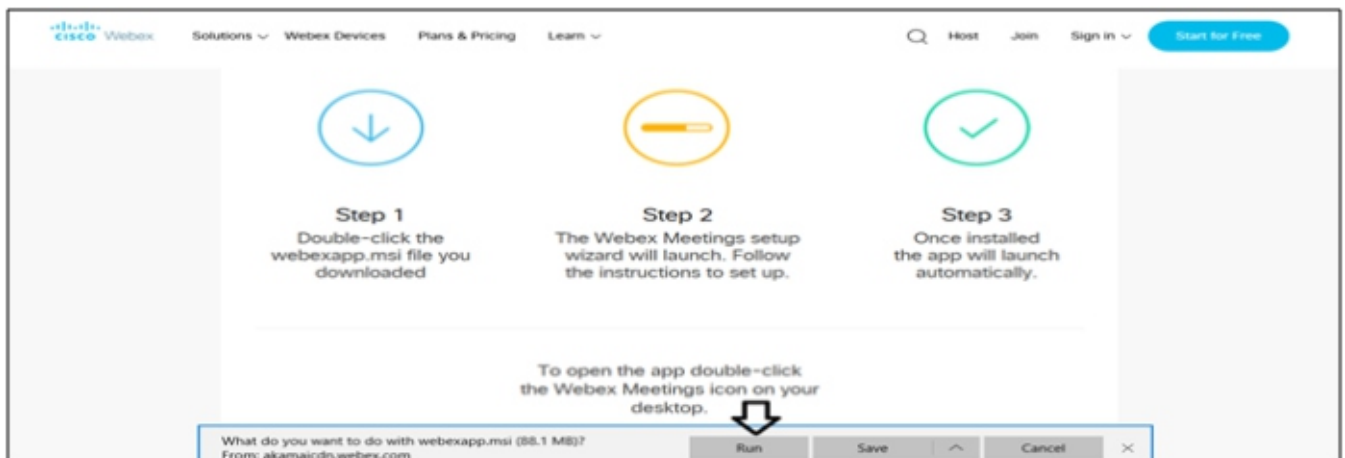 CISCO Webex Solutions Webex Devices Plans & Pricing Learn Host Join Sign in Start for Free
Step 1
Double-click the
webexapp.msi file you
downloaded
Step 2
The Webex Meetings setup
wizard will launch. Follow
the instructions to set up.
Step 3
Once installed
the app will launch
automatically.
To open the app double-click
the Webex Meetings icon on your
desktop.
What do you want to do with webexapp.msi (88.1 MB)?
From: akamaicdn.webex.com
Run Save Cancel